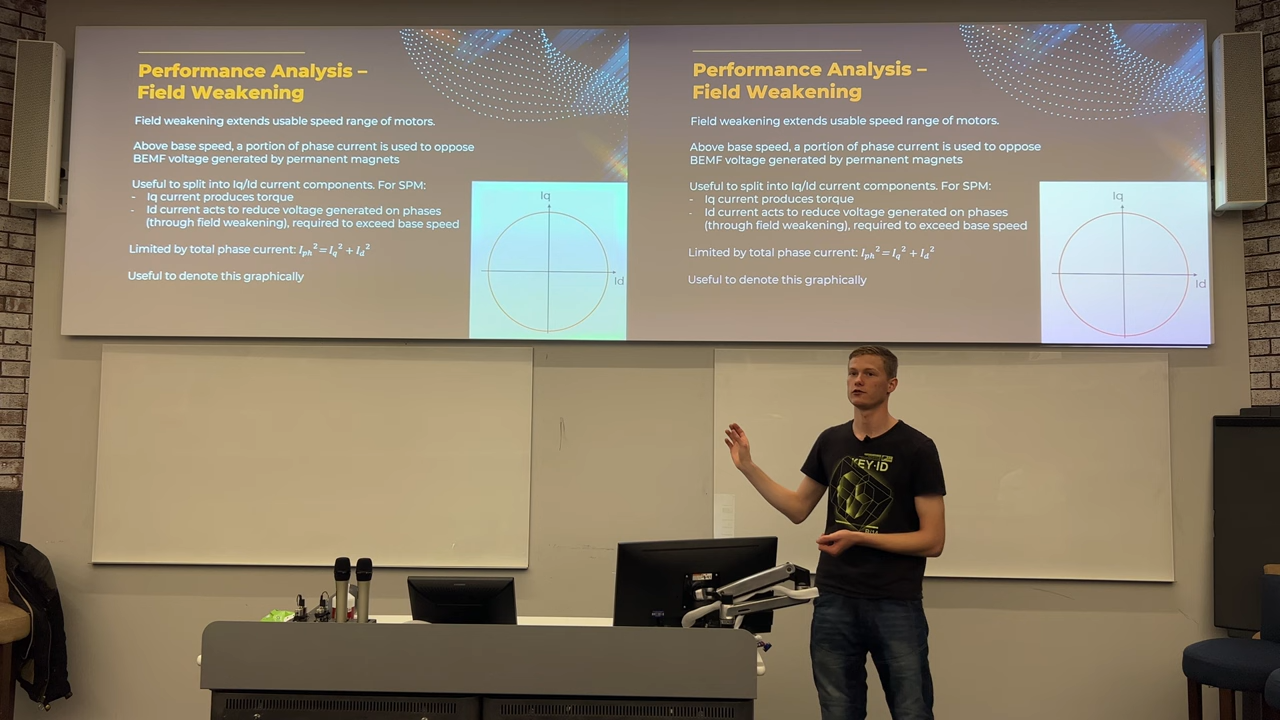 Performance Analysis –
Field Weakening
Field weakening extends usable speed range of motors.
Above base speed, a portion of phase current is used to oppose
BEMF voltage generated by permanent magnets
Useful to split into Iq/Id current components. For SPM:
- Iq current produces torque
- Id current acts to reduce voltage generated on phases
(through field weakening), required to exceed base speed
Limited by total phase current: I_ph² = I_q² + I_d²
Useful to denote this graphically
Iq
Id
Performance Analysis –
Field Weakening
Field weakening extends usable speed range of motors.
Above base speed, a portion of phase current is used to oppose
BEMF voltage generated by permanent magnets
Useful to split into Iq/Id current components. For SPM:
- Iq current produces torque
- Id current acts to reduce voltage generated on phases
(through field weakening), required to exceed base speed
Limited by total phase current: I_ph² = I_q² + I_d²
Useful to denote this graphically
Iq
Id
KEY·ID